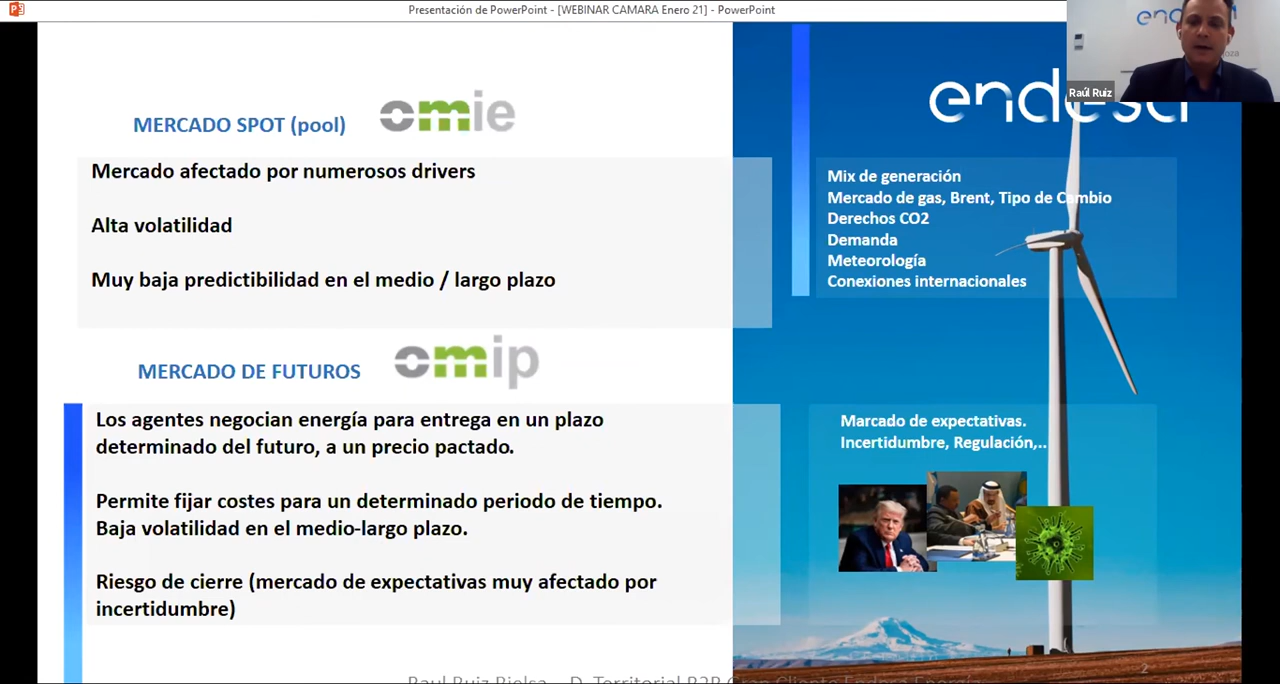 Presentación de PowerPoint - [WEBINAR CAMARA Enero 21] - PowerPoint
endesa
Raúl Ruiz
MERCADO SPOT (pool)
omie
Mercado afectado por numerosos drivers
Alta volatilidad
Muy baja predictibilidad en el medio / largo plazo
Mix de generación
Mercado de gas, Brent, Tipo de Cambio
Derechos CO2
Demanda
Meteorología
Conexiones internacionales
MERCADO DE FUTUROS
omip
Los agentes negocian energía para entrega en un plazo
determinado del futuro, a un precio pactado.
Permite fijar costes para un determinado periodo de tiempo.
Baja volatilidad en el medio-largo plazo.
Riesgo de cierre (mercado de expectativas muy afectado por
incertidumbre)
Marcado de expectativas.
Incertidumbre, Regulación,..
2